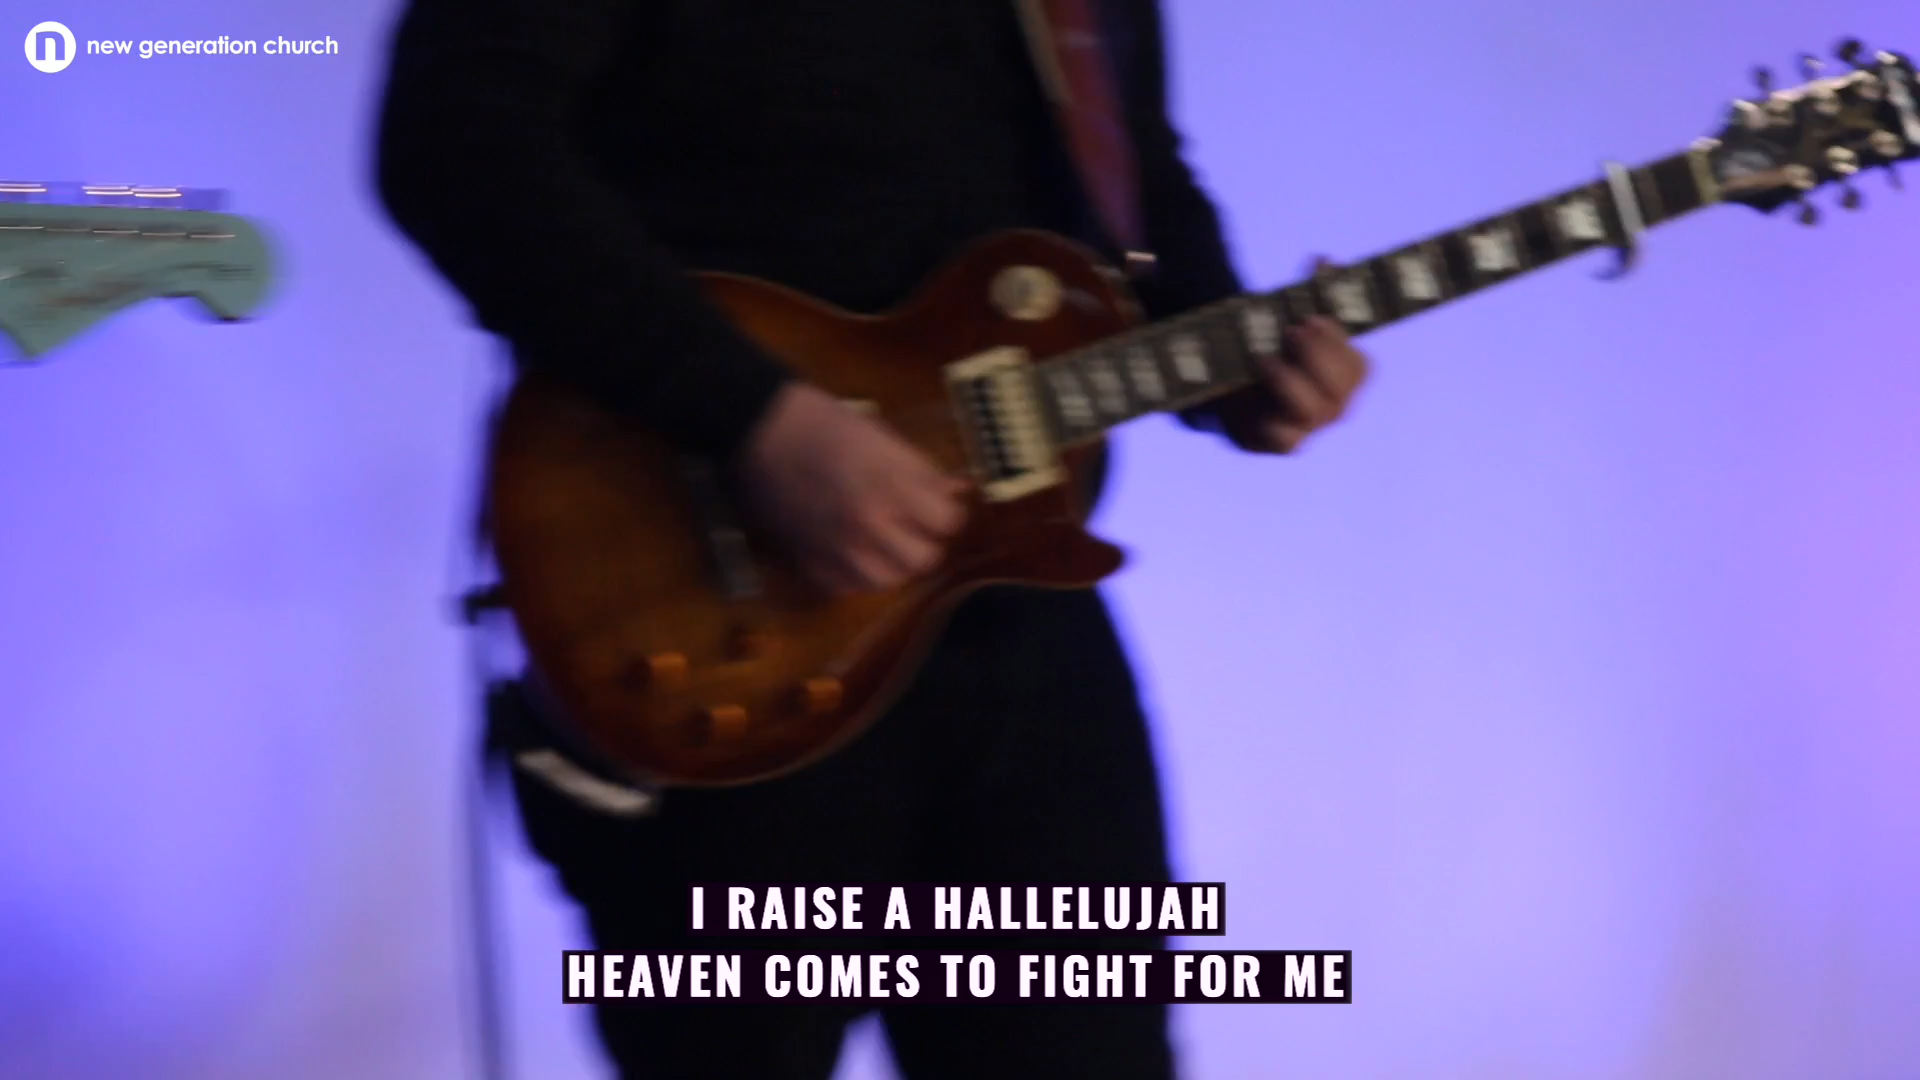 new generation church
I RAISE A HALLELUJAH
HEAVEN COMES TO FIGHT FOR ME